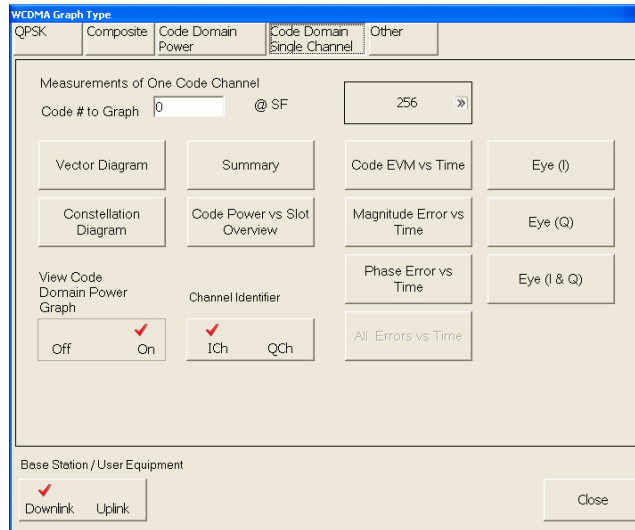 WCDMA Graph Type
QPSK
Composite
Code Domain
Power
Code Domain
Single Channel
Other
Measurements of One Code Channel
Code # to Graph 0 @ SF
256 »
Vector Diagram
Summary
Code EVM vs Time
Eye (I)
Constellation
Diagram
Code Power vs Slot
Overview
Magnitude Error vs
Time
Eye (Q)
View Code
Domain Power
Graph
Channel Identifier
Phase Error vs
Time
Eye (I & Q)
Off On
ICh QCh
All Errors vs Time
Base Station / User Equipment
Downlink Uplink
Close